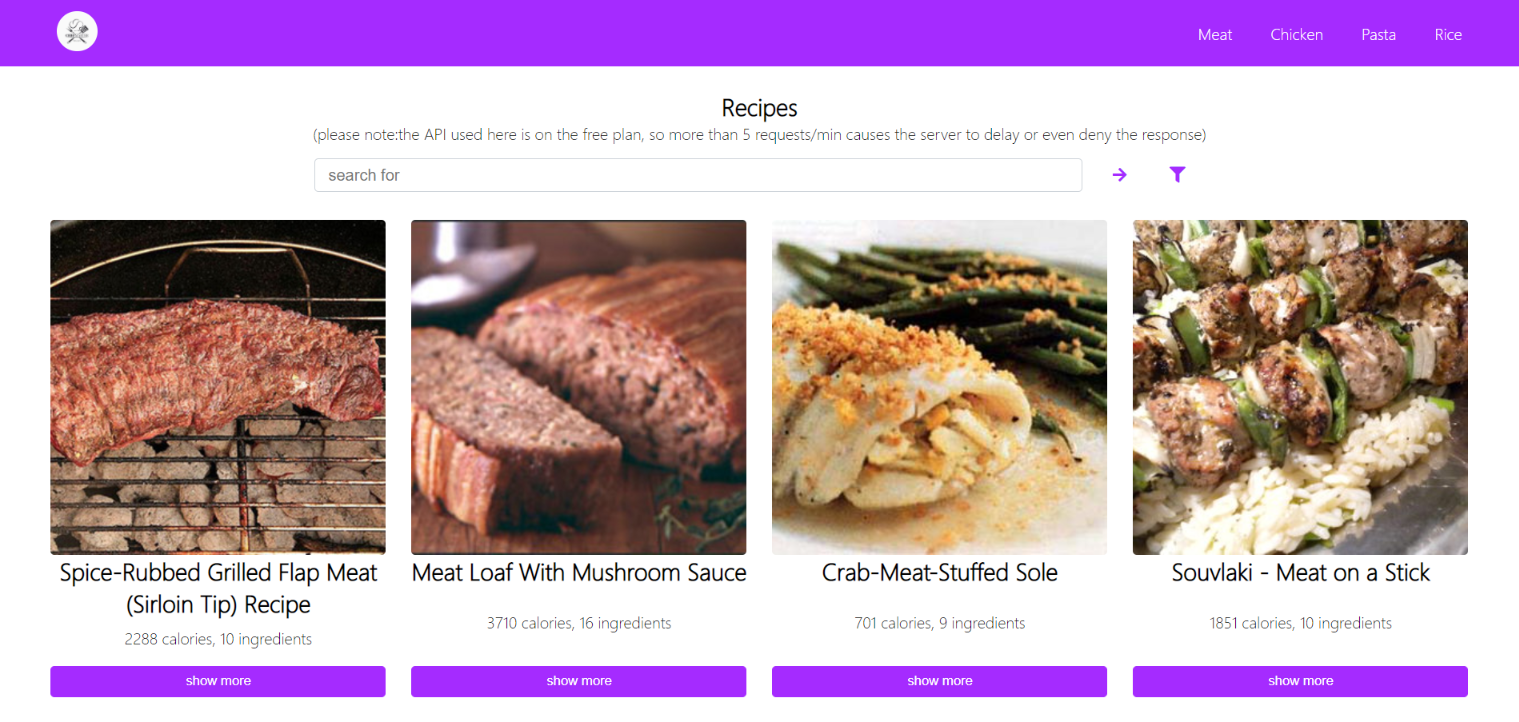 Meat
Chicken
Pasta
Rice
Recipes
(please note:the API used here is on the free plan, so more than 5 requests/min causes the server to delay or even deny the response)
search for
Spice-Rubbed Grilled Flap Meat
(Sirloin Tip) Recipe
2288 calories, 10 ingredients
show more
Meat Loaf With Mushroom Sauce
3710 calories, 16 ingredients
show more
Crab-Meat-Stuffed Sole
701 calories, 9 ingredients
show more
Souvlaki - Meat on a Stick
1851 calories, 10 ingredients
show more